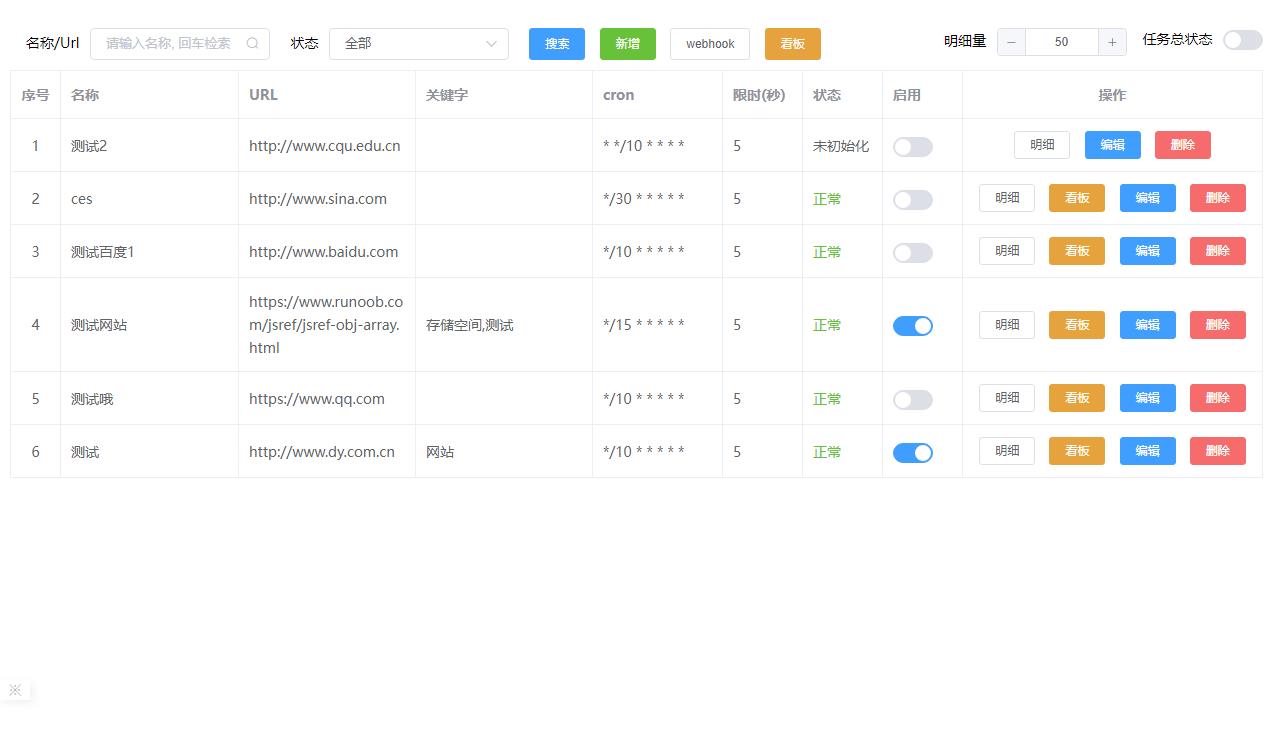 名称/Url 请输入名称, 回车检索 状态 全部 搜索 新增 webhook 看板 明细量 − 50 + 任务总状态
序号 名称 URL 关键字 cron 限时(秒) 状态 启用 操作
1 测试2 http://www.cqu.edu.cn * */10 * * * * 5 未初始化 明细 编辑 删除
2 ces http://www.sina.com */30 * * * * * 5 正常 明细 看板 编辑 删除
3 测试百度1 http://www.baidu.com */10 * * * * * 5 正常 明细 看板 编辑 删除
https://www.runoob.co
4 测试网站 m/jsref/jsref-obj-array. 存储空间,测试 */15 * * * * * 5 正常 明细 看板 编辑 删除
html
5 测试哦 https://www.qq.com */10 * * * * * 5 正常 明细 看板 编辑 删除
6 测试 http://www.dy.com.cn 网站 */10 * * * * * 5 正常 明细 看板 编辑 删除
※